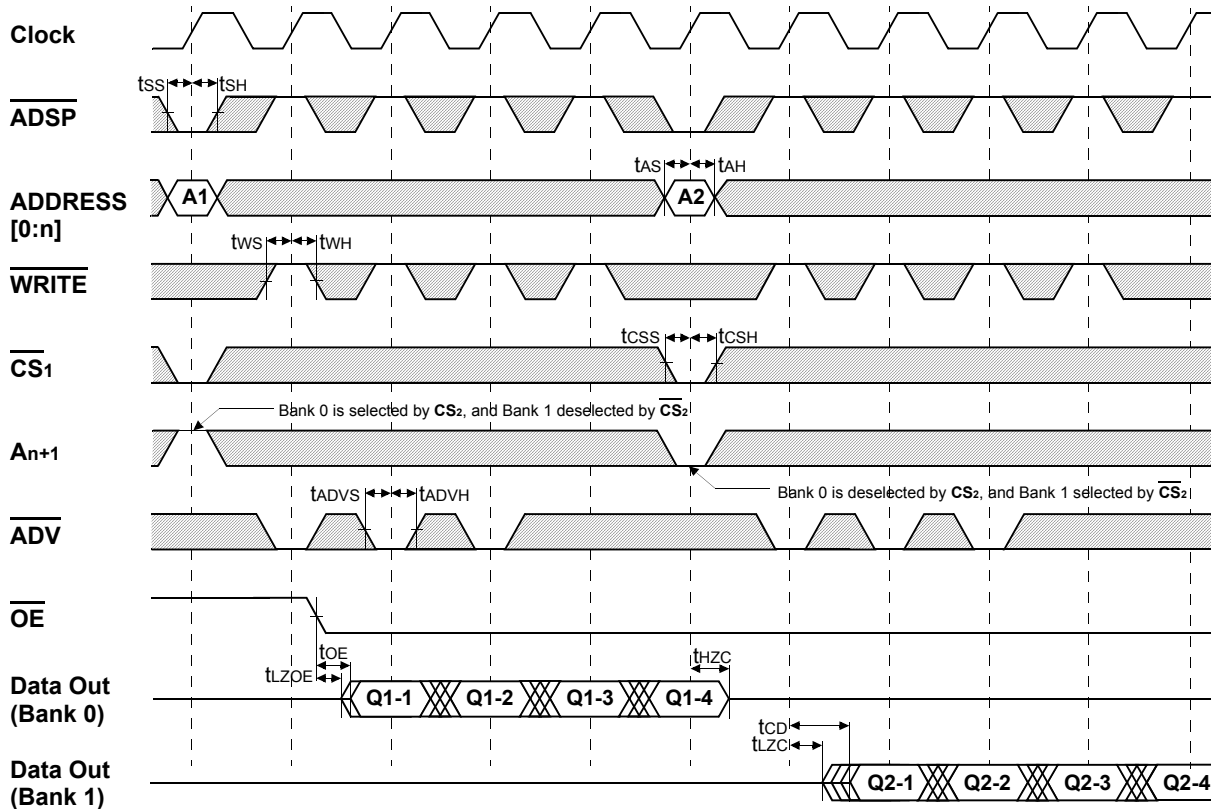 Clock
tSS tSH
ADSP
tAS tAH
ADDRESS
[0:n]
A1 A2
tWS tWH
WRITE
tCSS tCSH
CS1
Bank 0 is selected by CS2, and Bank 1 deselected by CS2
An+1
Bank 0 is deselected by CS2, and Bank 1 selected by CS2
tADVS tADVH
ADV
OE
tOE
tLZOE
tHZC
Data Out
(Bank 0)
Q1-1 Q1-2 Q1-3 Q1-4
tCD
tLZC
Data Out
(Bank 1)
Q2-1 Q2-2 Q2-3 Q2-4